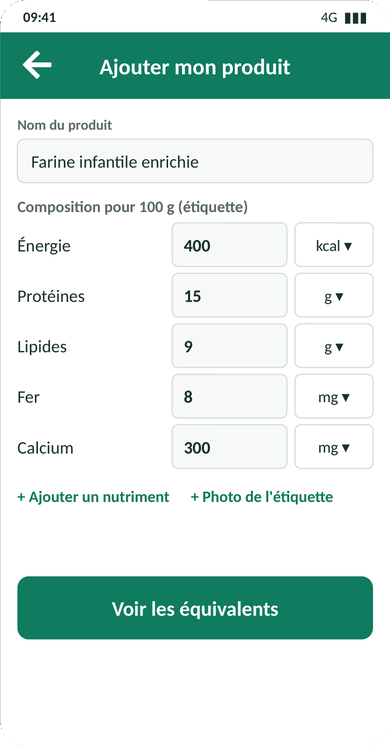 09:41 4G
Ajouter mon produit
Nom du produit
Farine infantile enrichie
Composition pour 100 g (étiquette)
Énergie 400 kcal ▾
Protéines 15 g ▾
Lipides 9 g ▾
Fer 8 mg ▾
Calcium 300 mg ▾
+ Ajouter un nutriment + Photo de l'étiquette
Voir les équivalents